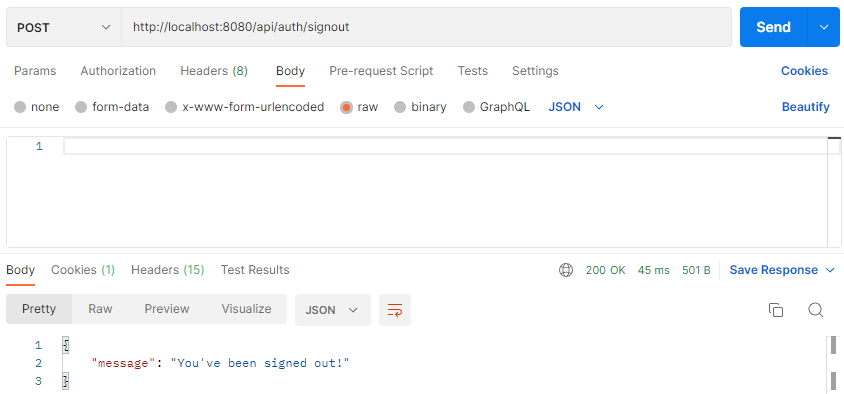 POST http://localhost:8080/api/auth/signout Send
Params Authorization Headers (8) Body Pre-request Script Tests Settings Cookies
none form-data x-www-form-urlencoded raw binary GraphQL JSON Beautify
1
Body Cookies (1) Headers (15) Test Results 200 OK 45 ms 501 B Save Response
Pretty Raw Preview Visualize JSON
1 {
2 "message": "You've been signed out!"
3 }